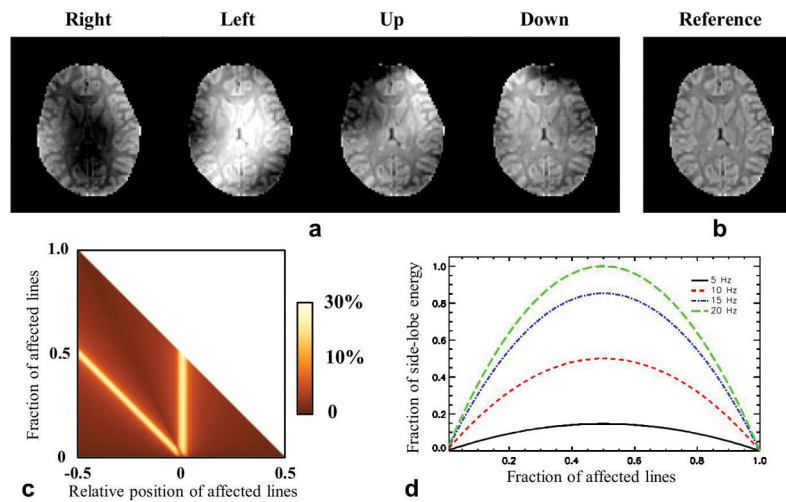 Right Left Up Down Reference
a b
1.0
0.5
0
-0.5 0 0.5
Fraction of affected lines
Relative position of affected lines
30%
10%
0
c
1.0
0.8
0.6
0.4
0.2
0.0
0.2 0.4 0.6 0.8 1.0
Fraction of side-lobe energy
Fraction of affected lines
5 Hz
10 Hz
15 Hz
20 Hz
d